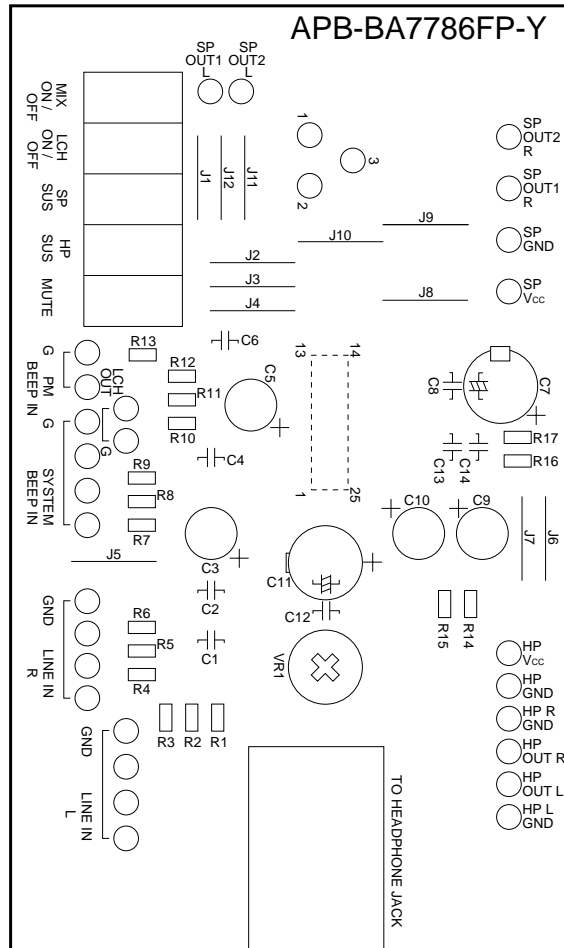 APB-BA7786FP-Y
SP OUT1 L
SP OUT2
MIX ON / OFF
LCH ON / OFF
SP SUS
HP SUS
MUTE
J1
J12
J11
1
2
3
SP OUT2 R
SP OUT1 R
SP GND
SP Vcc
J9
J10
J2
J3
J4
J8
G
PM
BEEP IN
LCH OUT
G
R13
R12
R11
R10
C6
C5
C4
13
14
1
25
C8
C7
C13
C14
R17
R16
G
SYSTEM BEEP IN
R9
R8
R7
J5
C3
C2
C1
C11
C12
C10
C9
J7
J6
R15
R14
VR1
GND
LINE IN
R
R6
R5
R4
R3
R2
R1
GND
LINE IN
L
TO HEADPHONE JACK
HP Vcc
HP GND
HP R GND
HP OUT R
HP OUT L
HP L GND